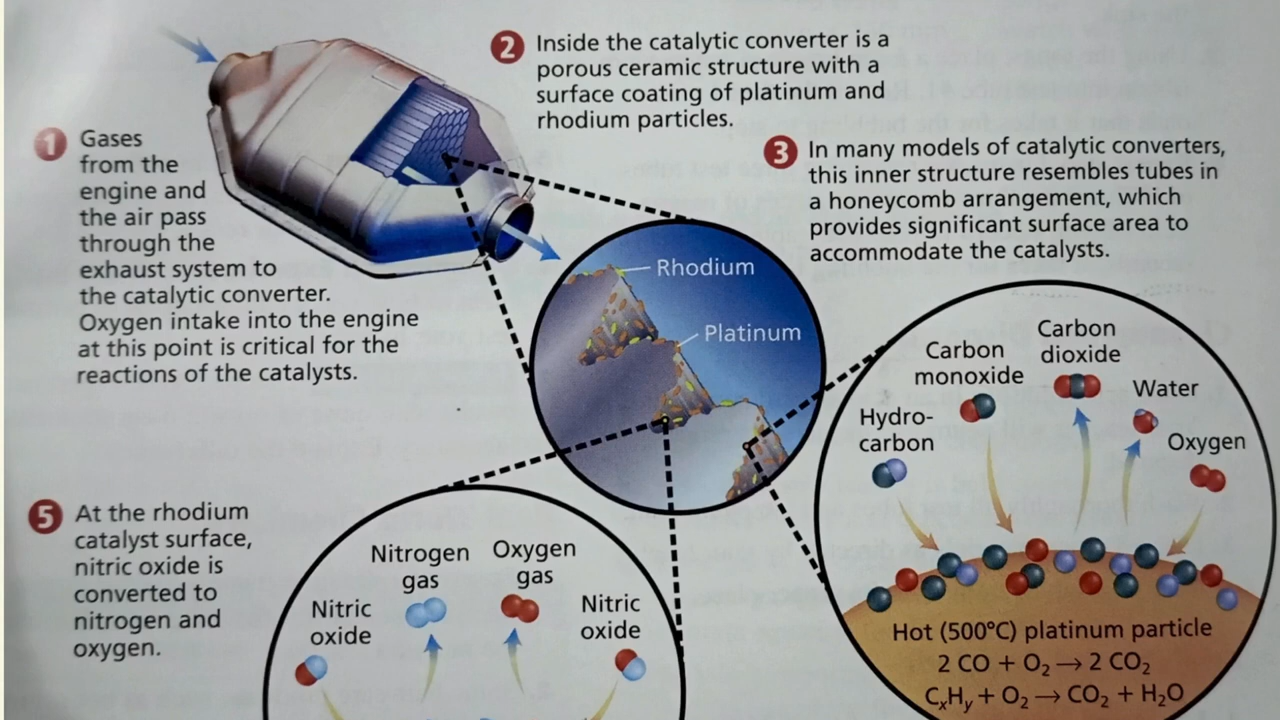 1 Gases
from the
engine and
the air pass
through the
exhaust system to
the catalytic converter.
Oxygen intake into the engine
at this point is critical for the
reactions of the catalysts.
2 Inside the catalytic converter is a
porous ceramic structure with a
surface coating of platinum and
rhodium particles.
3 In many models of catalytic converters,
this inner structure resembles tubes in
a honeycomb arrangement, which
provides significant surface area to
accommodate the catalysts.
Rhodium
Platinum
Hydro-
carbon
Carbon
monoxide
Carbon
dioxide
Water
Oxygen
Hot (500°C) platinum particle
2 CO + O₂ → 2 CO₂
CₓHᵧ + O₂ → CO₂ + H₂O
5 At the rhodium
catalyst surface,
nitric oxide is
converted to
nitrogen and
oxygen.
Nitric
oxide
Nitrogen
gas
Oxygen
gas
Nitric
oxide